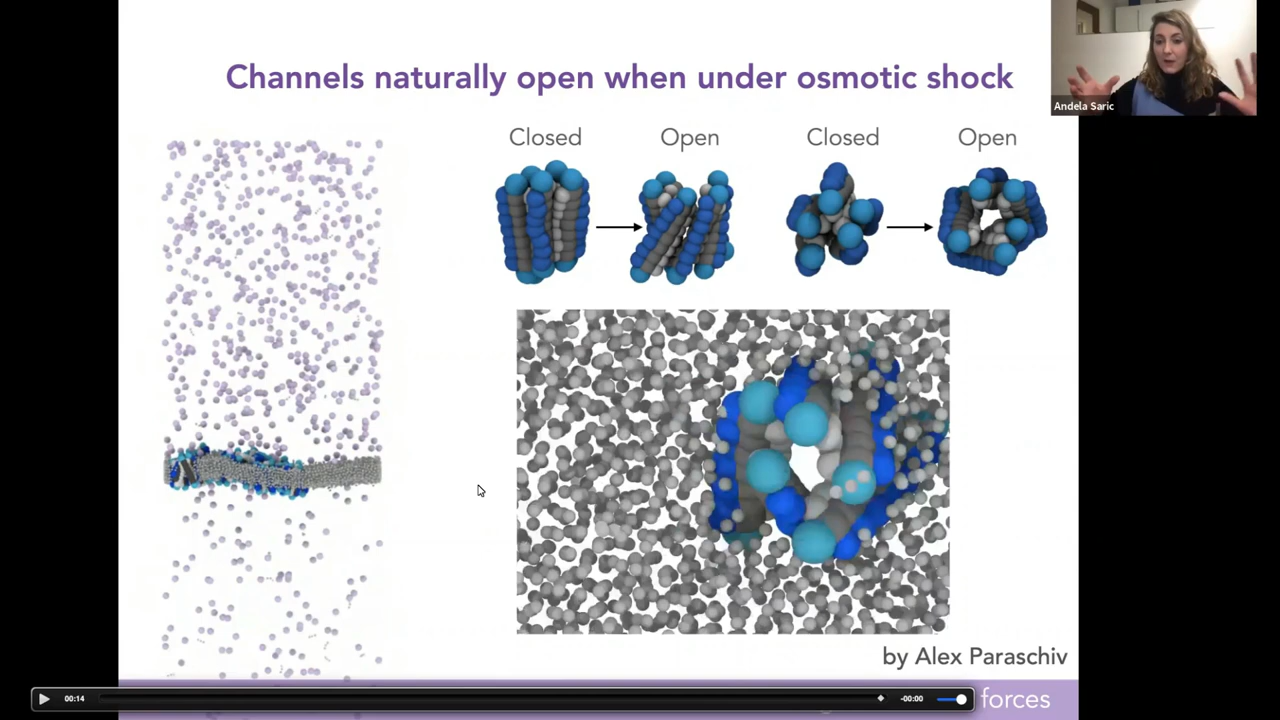 Channels naturally open when under osmotic shock
Andela Saric
Closed
Open
Closed
Open
by Alex Paraschiv
00:14
-00:00
forces